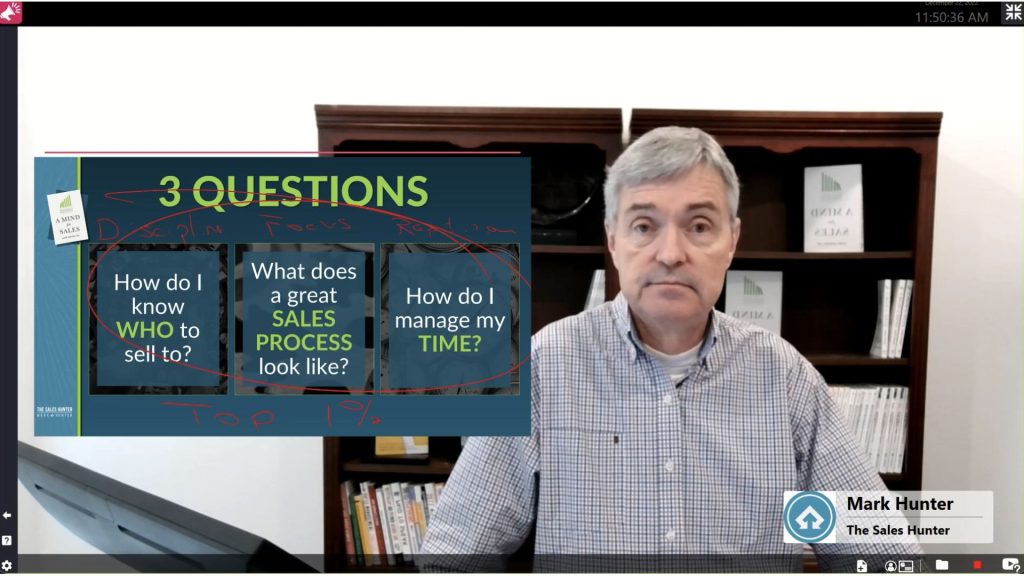 December 22, 2022
11:50:36 AM
3 QUESTIONS
A MIND
FOR
SALES
Discipline Focus
How do I
know
WHO to
sell to?
What does
a great
SALES
PROCESS
look like?
How do I
manage my
TIME?
TOP 1%
THE SALES HUNTER
MARK HUNTER
A MIND
FOR
SALES
A MIND
Mark Hunter
The Sales Hunter